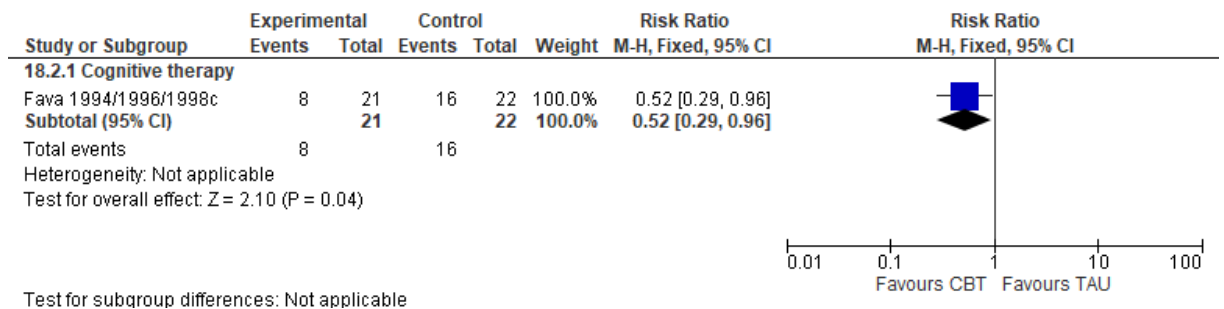 Experimental Control Risk Ratio Risk Ratio
Study or Subgroup Events Total Events Total Weight M-H, Fixed, 95% CI M-H, Fixed, 95% CI
18.2.1 Cognitive therapy
Fava 1994/1996/1998c 8 21 16 22 100.0% 0.52 [0.29, 0.96]
Subtotal (95% CI) 21 22 100.0% 0.52 [0.29, 0.96]
Total events 8 16
Heterogeneity: Not applicable
Test for overall effect: Z = 2.10 (P = 0.04)
0.01 0.1 1 10 100
Favours CBT Favours TAU
Test for subgroup differences: Not applicable